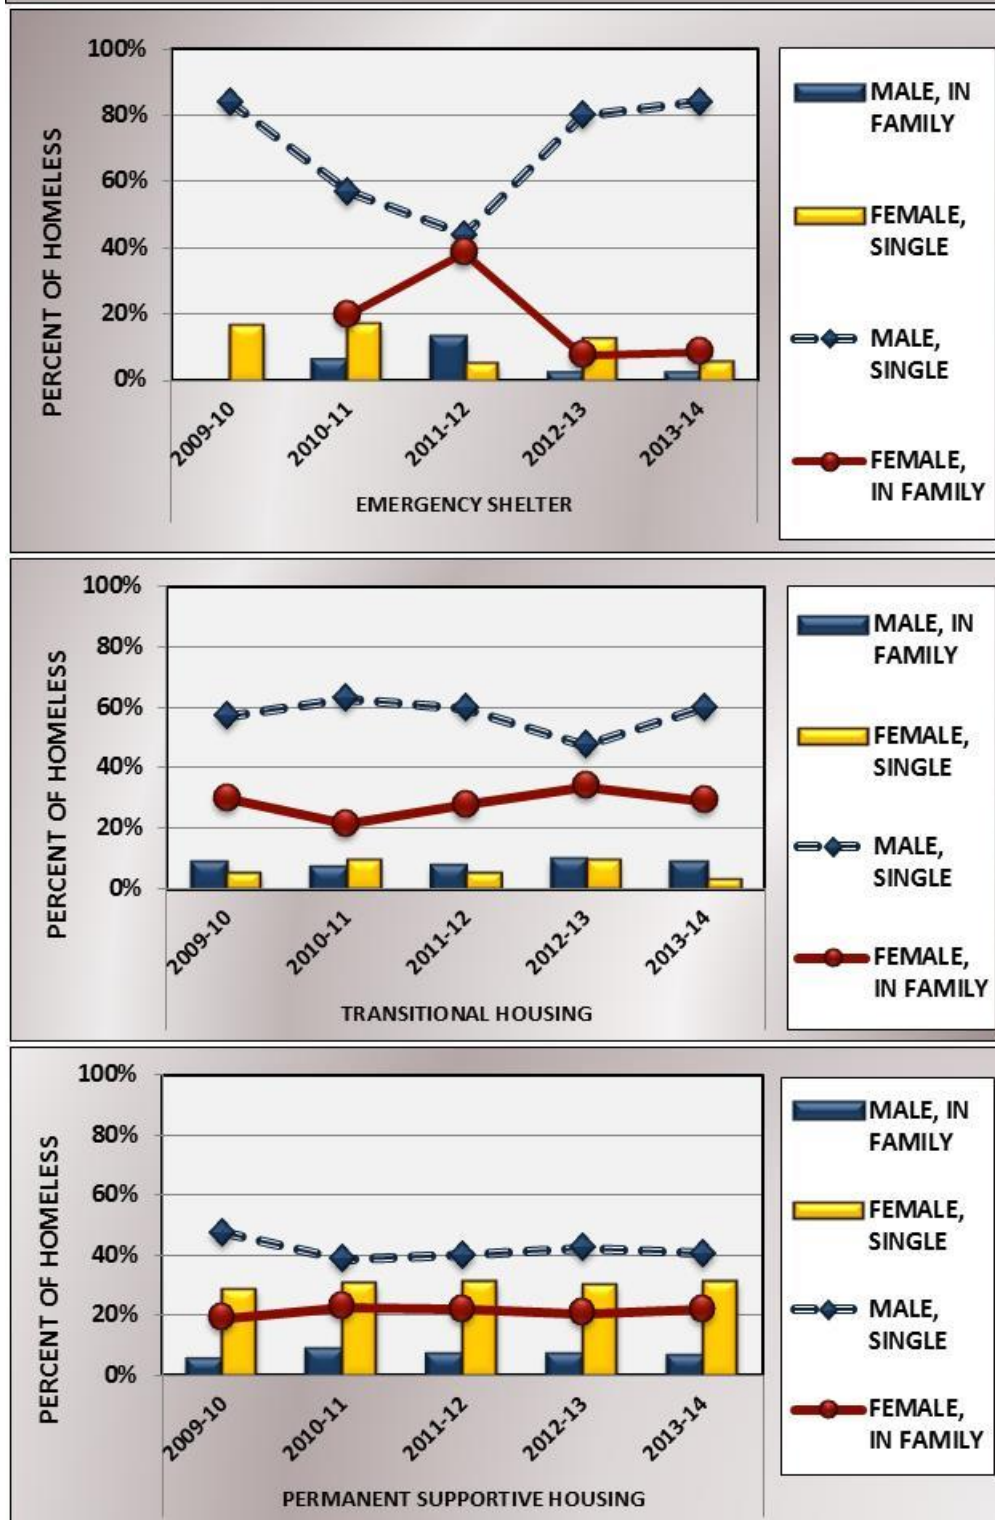 PERCENT OF HOMELESS
100%
80%
60%
40%
20%
0%
2009-10
2010-11
2011-12
2012-13
2013-14
EMERGENCY SHELTER
MALE, IN
FAMILY
FEMALE,
SINGLE
MALE,
SINGLE
FEMALE,
IN FAMILY
PERCENT OF HOMELESS
100%
80%
60%
40%
20%
0%
2009-10
2010-11
2011-12
2012-13
2013-14
TRANSITIONAL HOUSING
MALE, IN
FAMILY
FEMALE,
SINGLE
MALE,
SINGLE
FEMALE,
IN FAMILY
PERCENT OF HOMELESS
100%
80%
60%
40%
20%
0%
2009-10
2010-11
2011-12
2012-13
2013-14
PERMANENT SUPPORTIVE HOUSING
MALE, IN
FAMILY
FEMALE,
SINGLE
MALE,
SINGLE
FEMALE,
IN FAMILY